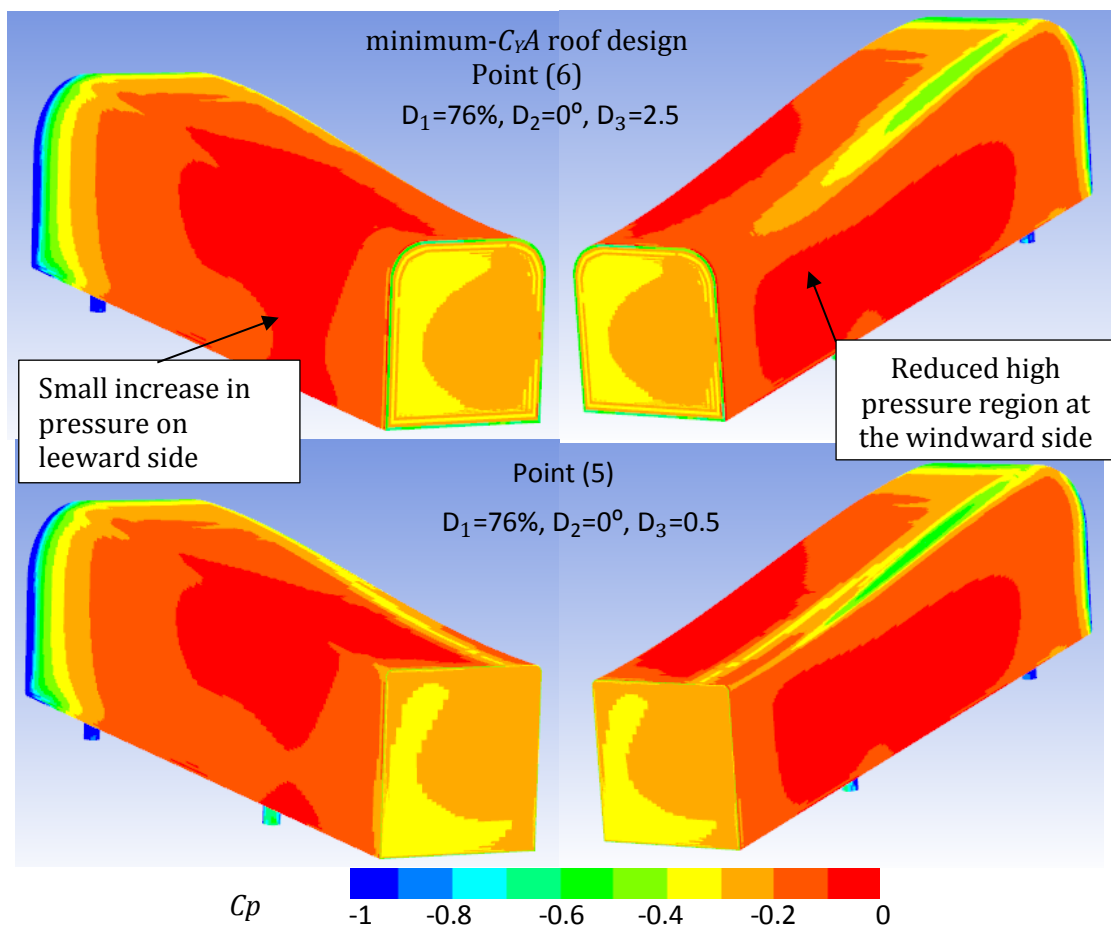 minimum-CYA roof design
Point (6)
D1=76%, D2=0º, D3=2.5
Small increase in
pressure on
leeward side
Reduced high
pressure region at
the windward side
Point (5)
D1=76%, D2=0º, D3=0.5
Cp
-1 -0.8 -0.6 -0.4 -0.2 0